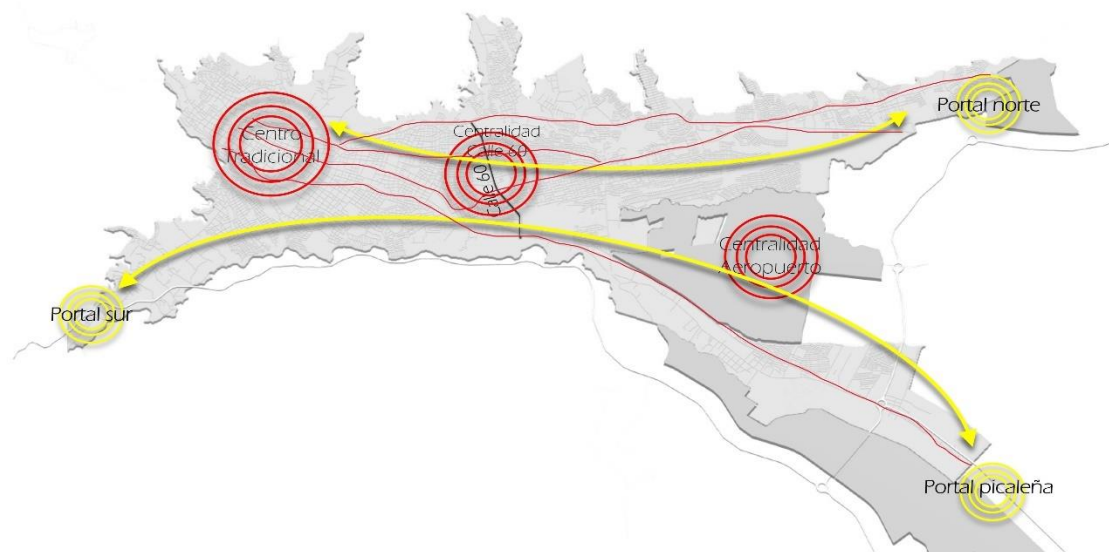 Portal norte
Centro
Tradicional
Centralidad
Calle 60
Calle 60
Centralidad
Aeropuerto
Portal sur
Portal picaleña